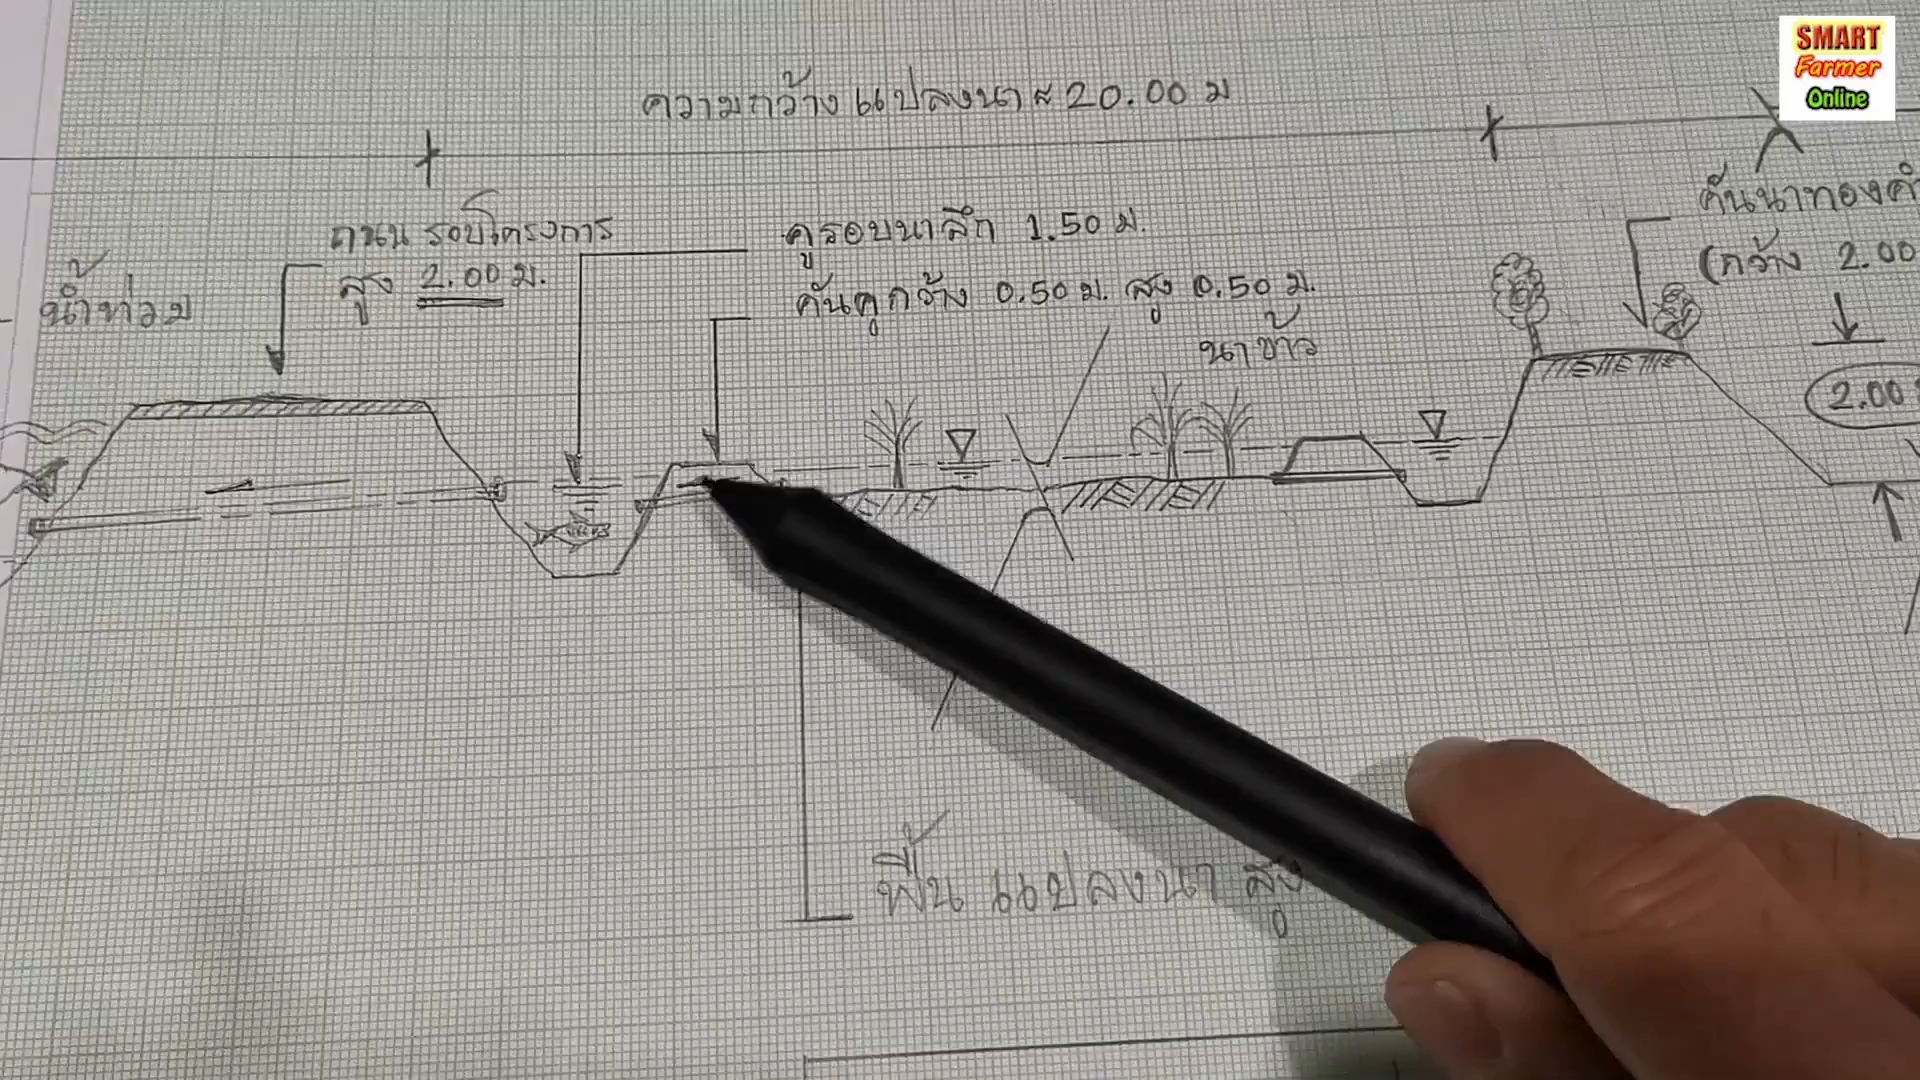 SMART
Farmer
Online
ความกว้างแปลงนา ≈ 20.00 ม
ถนนรอบโครงการ
สูง 2.00 ม.
น้ำท่วม
คูรอบนาลึก 1.50 ม.
คันคูกว้าง 0.50 ม. สูง 0.50 ม.
นาข้าว
คันนาทองคำ
(กว้าง 2.00
2.00
พื้นแปลงนา สูง